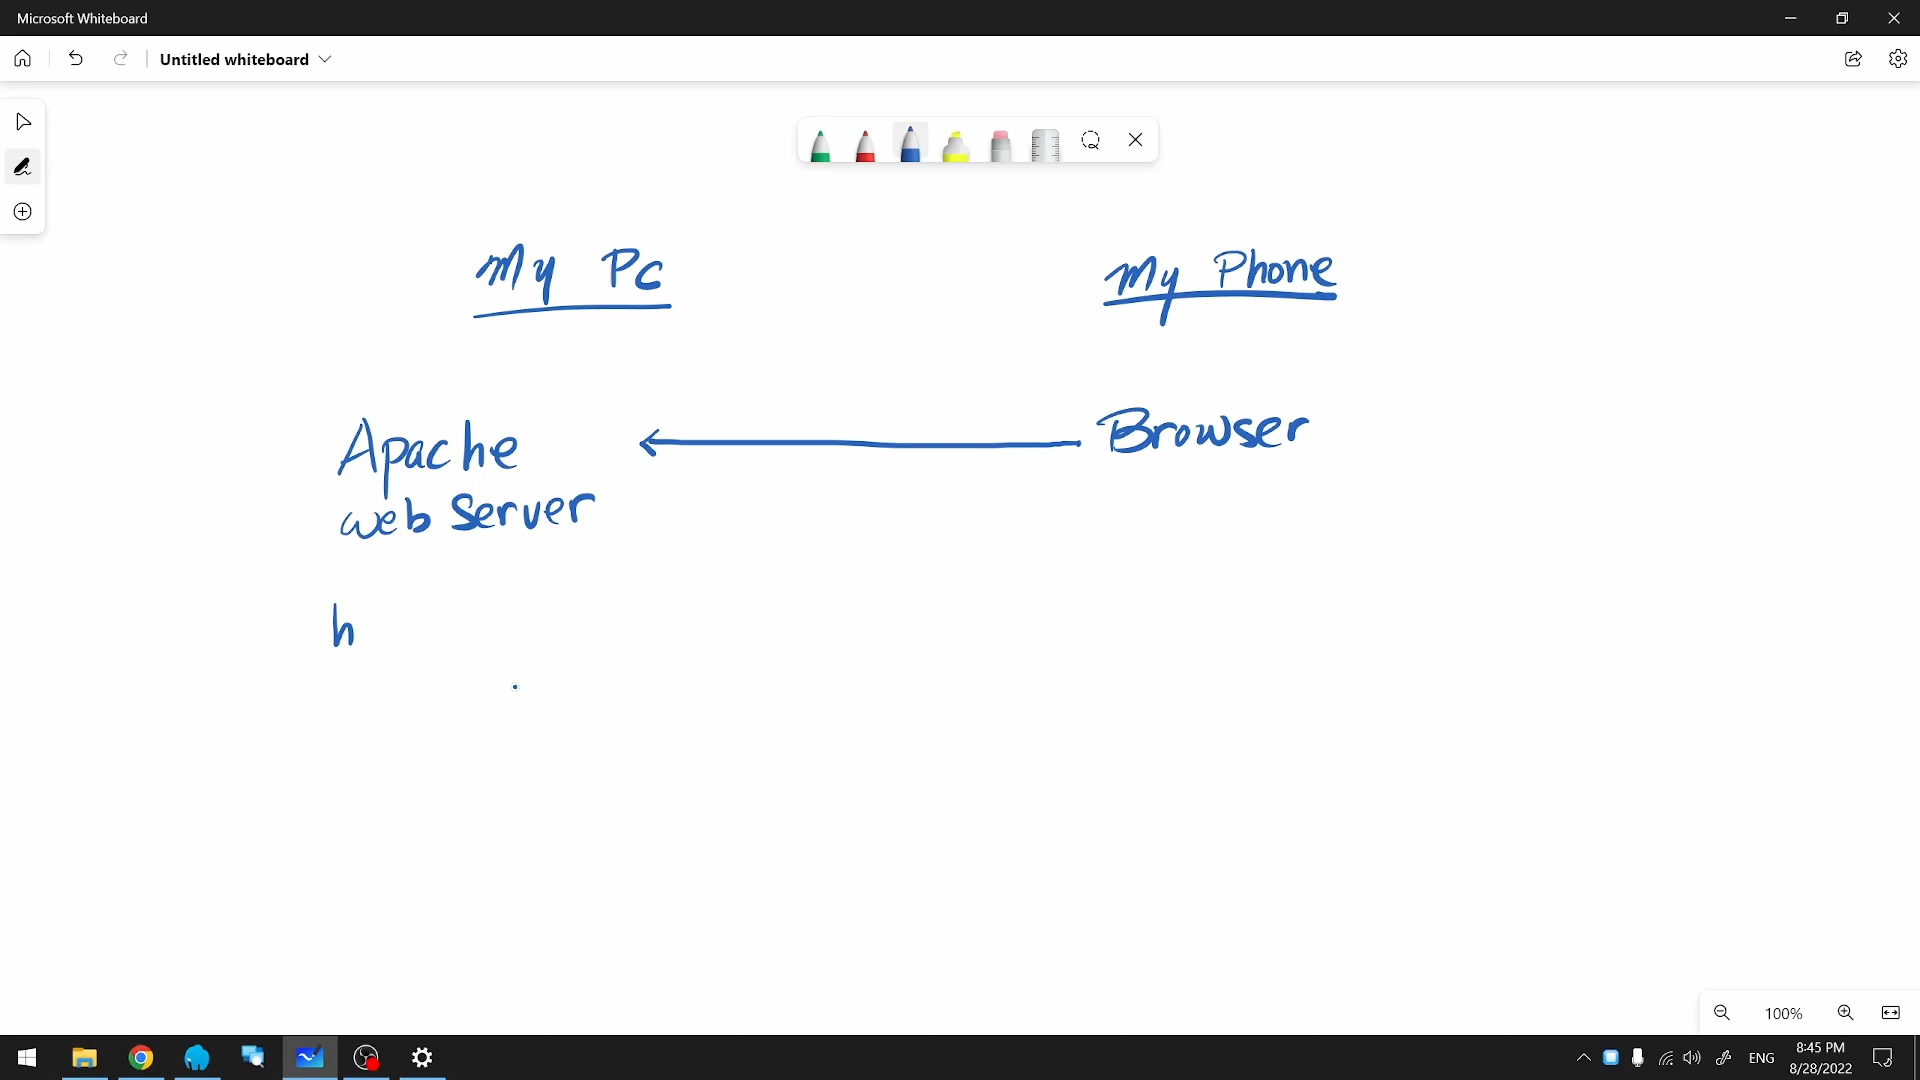 Microsoft Whiteboard
Untitled whiteboard
My Pc
My Phone
Apache
web Server
Browser
h
100%
ENG
8:45 PM
8/28/2022